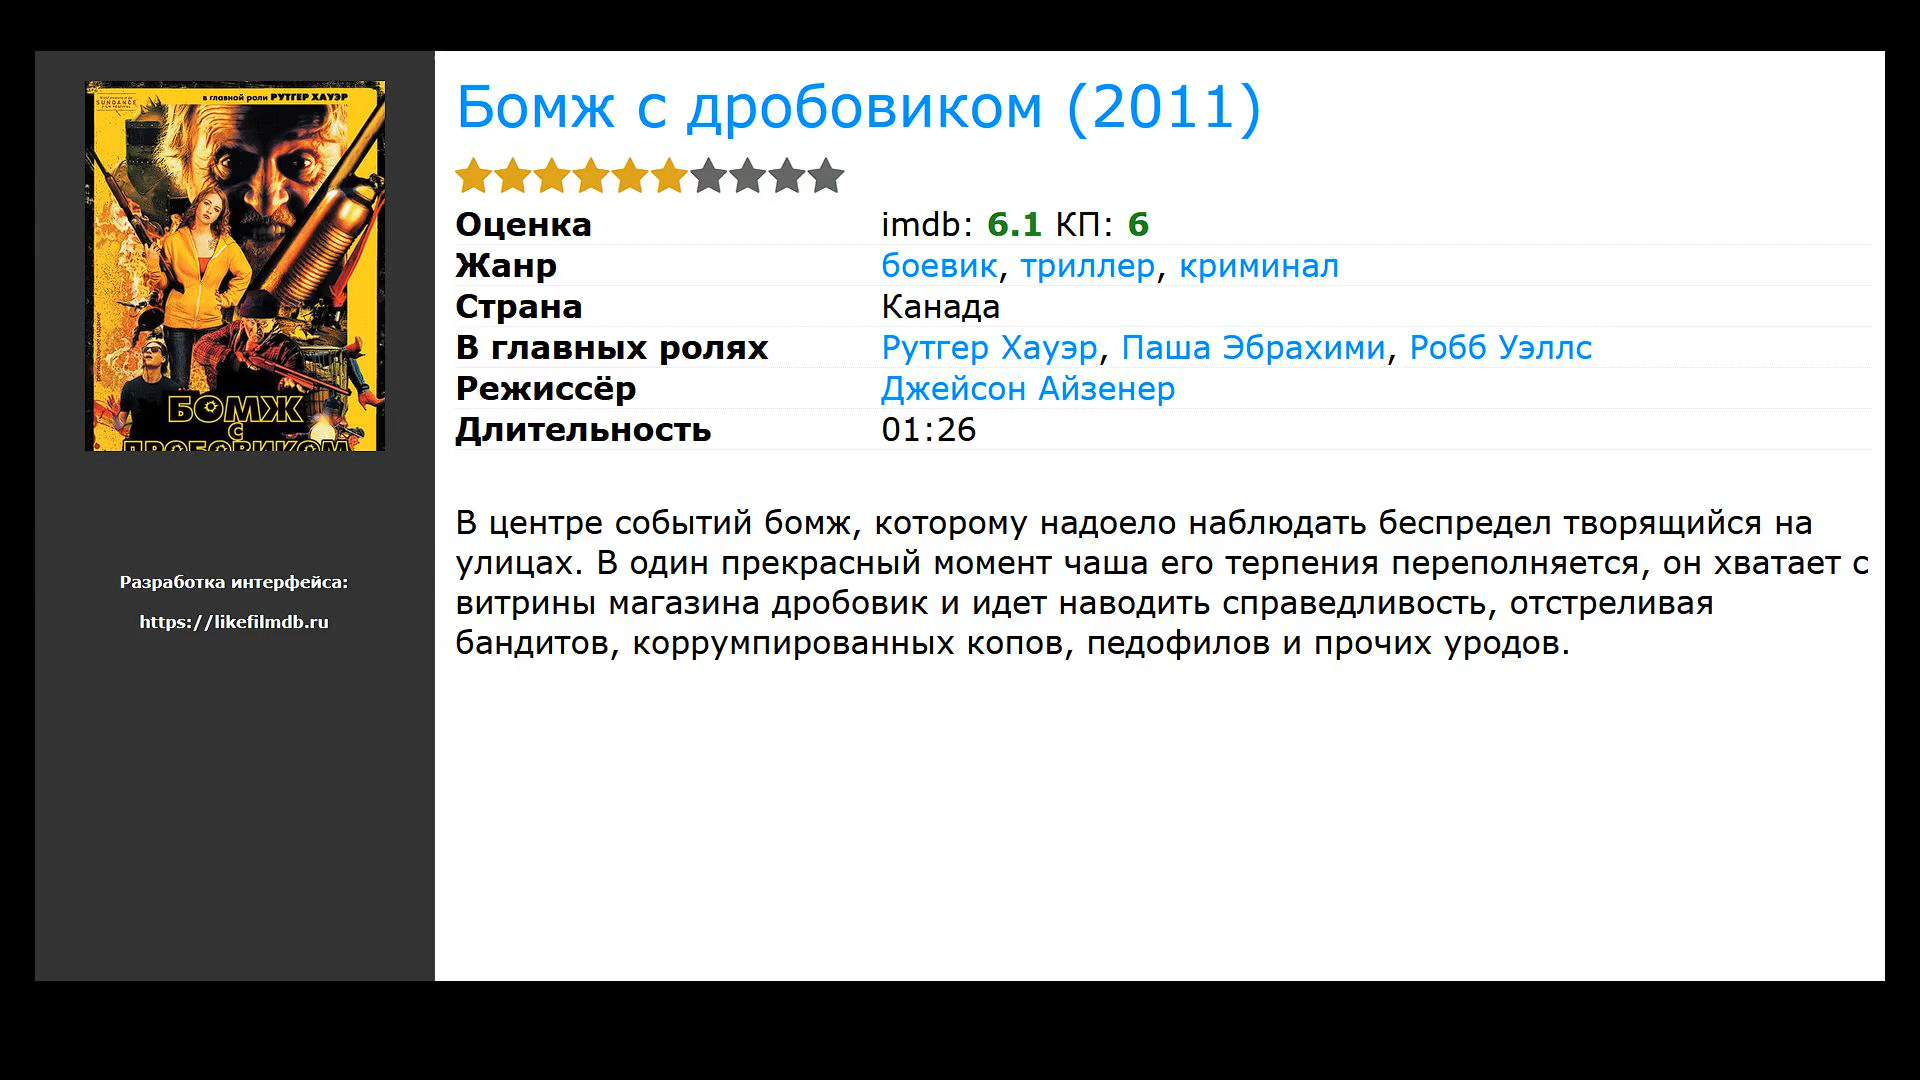 SUNDANCE
FILM FESTIVAL
в главной роли РУТГЕР ХАУЭР
БОМЖ
С
ДРОБОВИКОМ
Разработка интерфейса:
https://likefilmdb.ru
Бомж с дробовиком (2011)
Оценка imdb: 6.1 КП: 6
Жанр боевик, триллер, криминал
Страна Канада
В главных ролях Рутгер Хауэр, Паша Эбрахими, Робб Уэллс
Режиссёр Джейсон Айзенер
Длительность 01:26
В центре событий бомж, которому надоело наблюдать беспредел творящийся на
улицах. В один прекрасный момент чаша его терпения переполняется, он хватает с
витрины магазина дробовик и идет наводить справедливость, отстреливая
бандитов, коррумпированных копов, педофилов и прочих уродов.